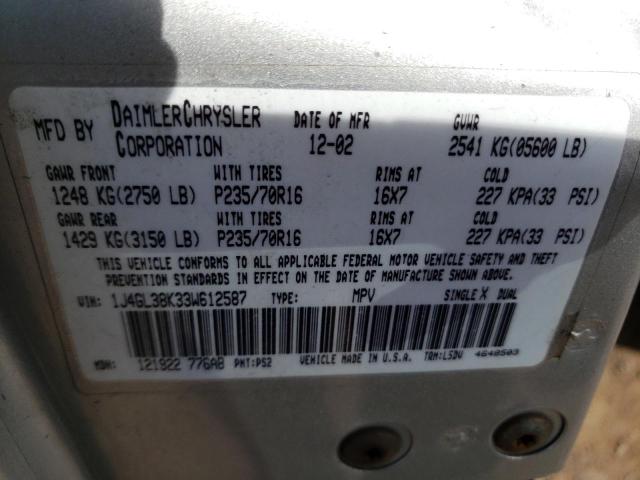 MFD BY DAIMLERCHRYSLER CORPORATION DATE OF MFR 12-02 GVWR 2541 KG(05600 LB)
GAWR FRONT WITH TIRES RIMS AT COLD
1248 KG(2750 LB) P235/70R16 16X7 227 KPA(33 PSI)
GAWR REAR WITH TIRES RIMS AT COLD
1429 KG(3150 LB) P235/70R16 16X7 227 KPA(33 PSI)
THIS VEHICLE CONFORMS TO ALL APPLICABLE FEDERAL MOTOR VEHICLE SAFETY AND THEFT
PREVENTION STANDARDS IN EFFECT ON THE DATE OF MANUFACTURE SHOWN ABOVE.
VIN: 1J4GL38K33W612587 TYPE: MPV SINGLE X DUAL
MDH: 121922 776AB PNT:PS2 VEHICLE MADE IN U.S.A. TRM:L5DV 4648503